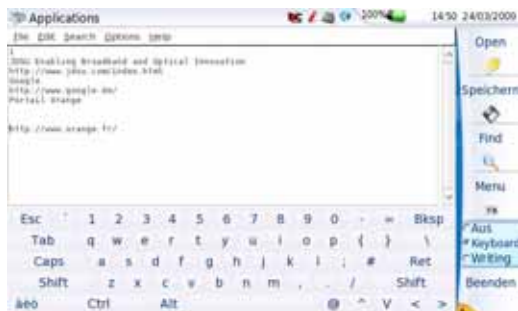 Applications
100%
14:50 24/03/2009
File Edit Search Options Help
1
JDSU Enabling Broadband and Optical Innovation
http://www.jdsu.com/index.html
Google
http://www.google.de/
Portail Orange
http://www.orange.fr/
Open
Speichern
Find
Menu
Aus
Keyboard
Writing
Beenden
Esc ` 1 2 3 4 5 6 7 8 9 0 - = Bksp
Tab q w e r t y u i o p { } \
Caps a s d f g h j k l ; # Ret
Shift z x c v b n m , . / Shift
áëo Ctrl Alt @ ^ V < >